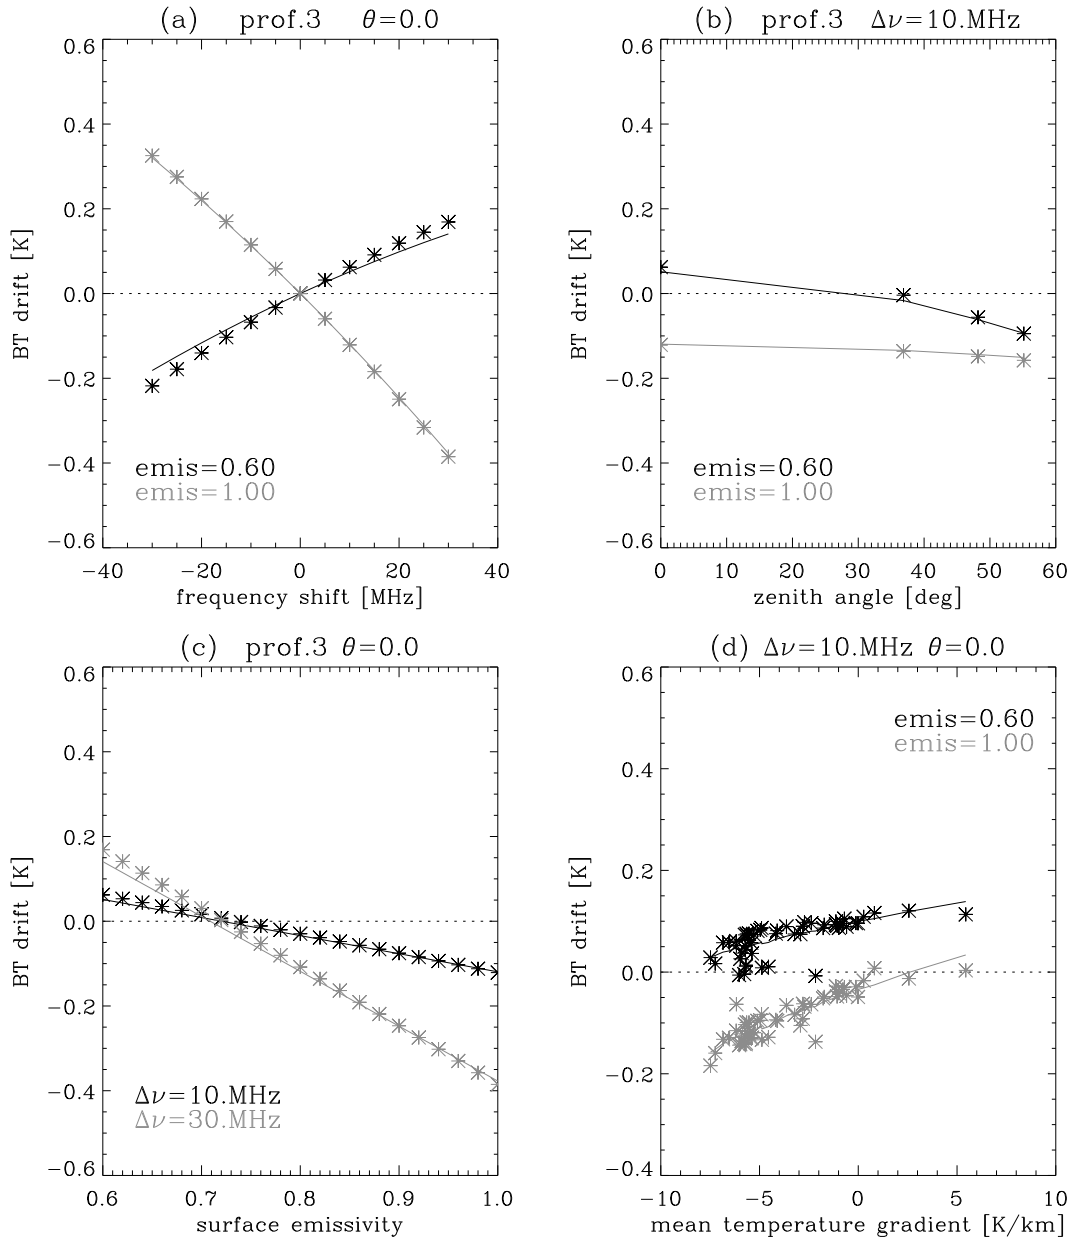 (a) prof.3 θ=0.0
0.6
0.4
0.2
0.0
−0.2
−0.4
−0.6
BT drift [K]
emis=0.60
emis=1.00
−40 −20 0 20 40
frequency shift [MHz]
(b) prof.3 Δν=10.MHz
0.6
0.4
0.2
0.0
−0.2
−0.4
−0.6
BT drift [K]
emis=0.60
emis=1.00
0 10 20 30 40 50 60
zenith angle [deg]
(c) prof.3 θ=0.0
0.6
0.4
0.2
0.0
−0.2
−0.4
−0.6
BT drift [K]
Δν=10.MHz
Δν=30.MHz
0.6 0.7 0.8 0.9 1.0
surface emissivity
(d) Δν=10.MHz θ=0.0
0.6
0.4
0.2
0.0
−0.2
−0.4
BT drift [K]
emis=0.60
emis=1.00
−10 −5 0 5 10
mean temperature gradient [K/km]